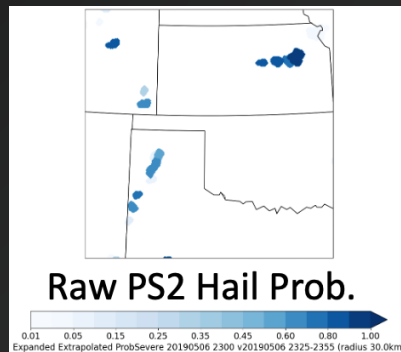 Raw PS2 Hail Prob.
0.01 0.05 0.15 0.25 0.35 0.45 0.60 0.80 1.00
Expanded Extrapolated ProbSevere 20190506 2300 v20190506 2325-2355 (radius 30.0km